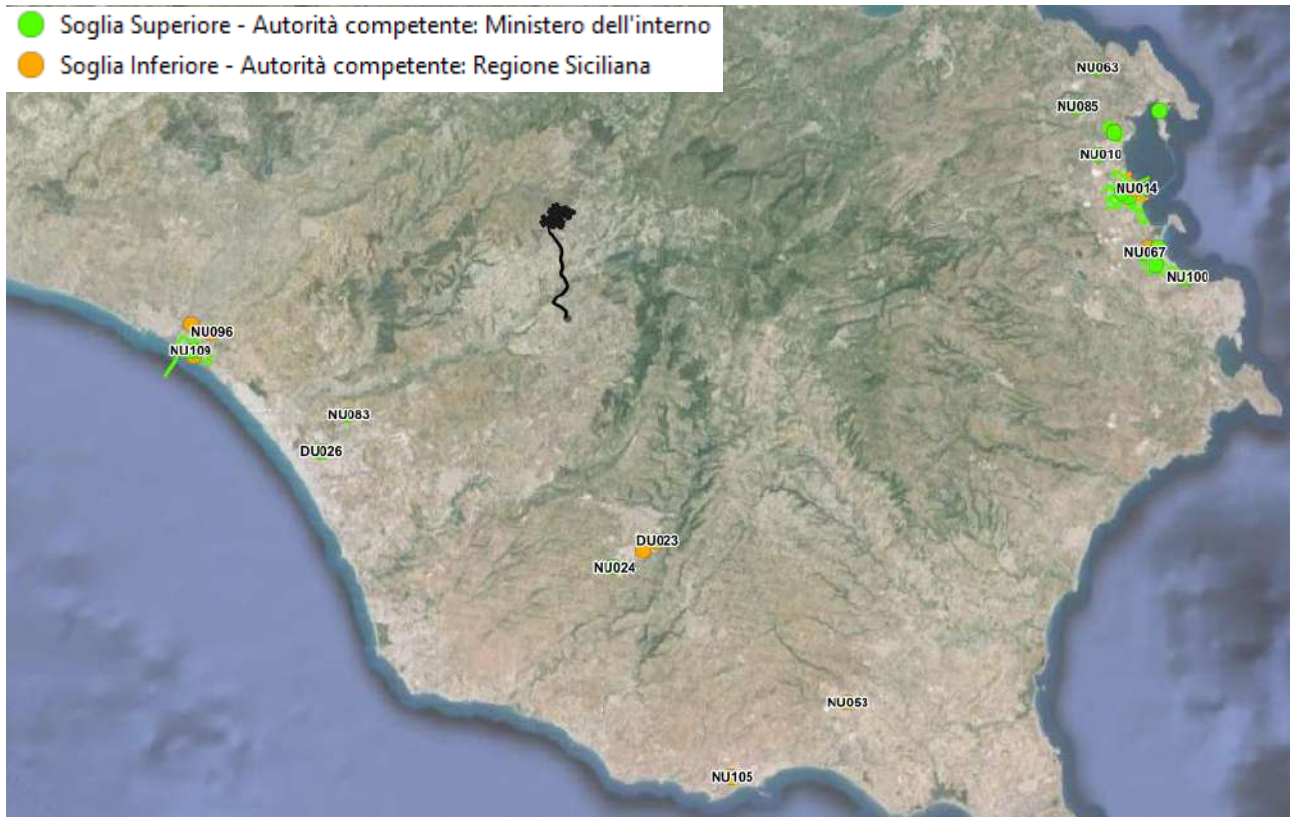 Soglia Superiore - Autorità competente: Ministero dell'interno
Soglia Inferiore - Autorità competente: Regione Siciliana
NU063
NU085
NU010
NU014
NU067
NU100
NU096
NU109
NU083
DU026
DU023
NU024
NU053
NU105